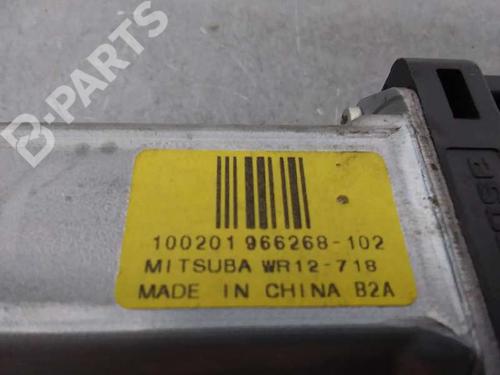 B-PARTS
100201 966268-102
MITSUBA WR12-718
MADE IN CHINA B2A